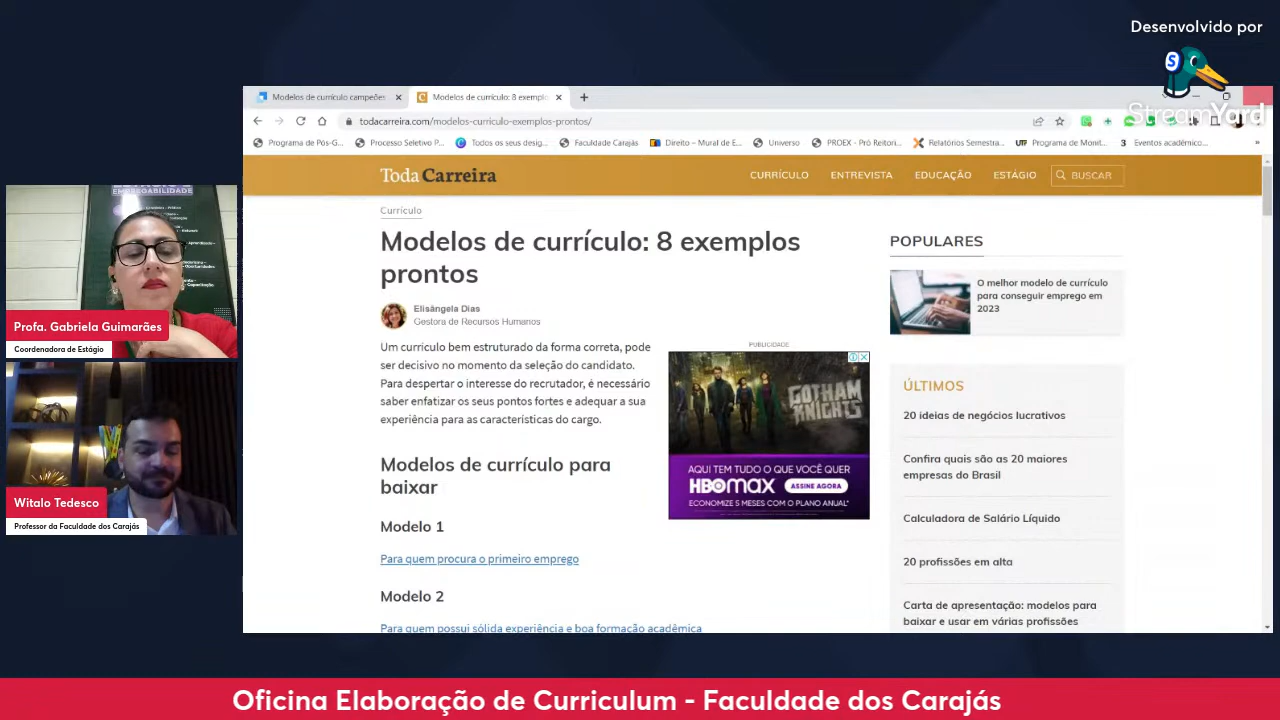 Desenvolvido por
S
StreamYard
Modelos de currículo campeões
Modelos de currículo: 8 exemplo
todacarreira.com/modelos-curriculo-exemplos-prontos/
Programa de Pós-G...
Processo Seletivo P...
Todos os seus desig...
Faculdade Carajás
Direito – Mural de E...
Universo
PROEX - Pró Reitori...
Relatórios Semestra...
UTF
Programa de Monit...
3
Eventos acadêmico...
»
Toda Carreira
CURRÍCULO
ENTREVISTA
EDUCAÇÃO
ESTÁGIO
BUSCAR
Currículo
Modelos de currículo: 8 exemplos
prontos
Elisângela Dias
Gestora de Recursos Humanos
Um currículo bem estruturado da forma correta, pode
ser decisivo no momento da seleção do candidato.
Para despertar o interesse do recrutador, é necessário
saber enfatizar os seus pontos fortes e adequar a sua
experiência para as características do cargo.
Modelos de currículo para
baixar
Modelo 1
Para quem procura o primeiro emprego
Modelo 2
Para quem possui sólida experiência e boa formação acadêmica
PUBLICIDADE
GOTHAM
KNIGHTS
AQUI TEM TUDO O QUE VOCÊ QUER
HBOMAX
ASSINE AGORA
ECONOMIZE 5 MESES COM O PLANO ANUAL*
POPULARES
O melhor modelo de currículo
para conseguir emprego em
2023
ÚLTIMOS
20 ideias de negócios lucrativos
Confira quais são as 20 maiores
empresas do Brasil
Calculadora de Salário Líquido
20 profissões em alta
Carta de apresentação: modelos para
baixar e usar em várias profissões
EMPREGABILIDADE
Profa. Gabriela Guimarães
Coordenadora de Estágio
Witalo Tedesco
Professor da Faculdade dos Carajás
Oficina Elaboração de Curriculum - Faculdade dos Carajás